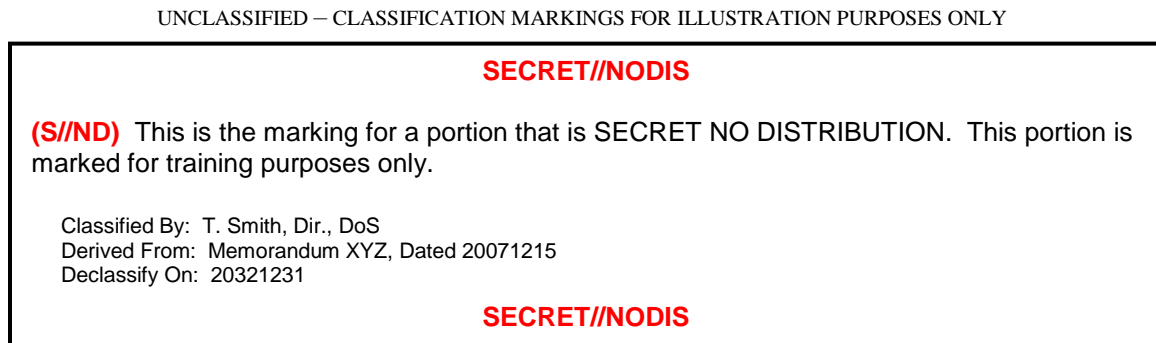 UNCLASSIFIED – CLASSIFICATION MARKINGS FOR ILLUSTRATION PURPOSES ONLY
SECRET//NODIS
(S//ND) This is the marking for a portion that is SECRET NO DISTRIBUTION. This portion is
marked for training purposes only.
Classified By: T. Smith, Dir., DoS
Derived From: Memorandum XYZ, Dated 20071215
Declassify On: 20321231
SECRET//NODIS